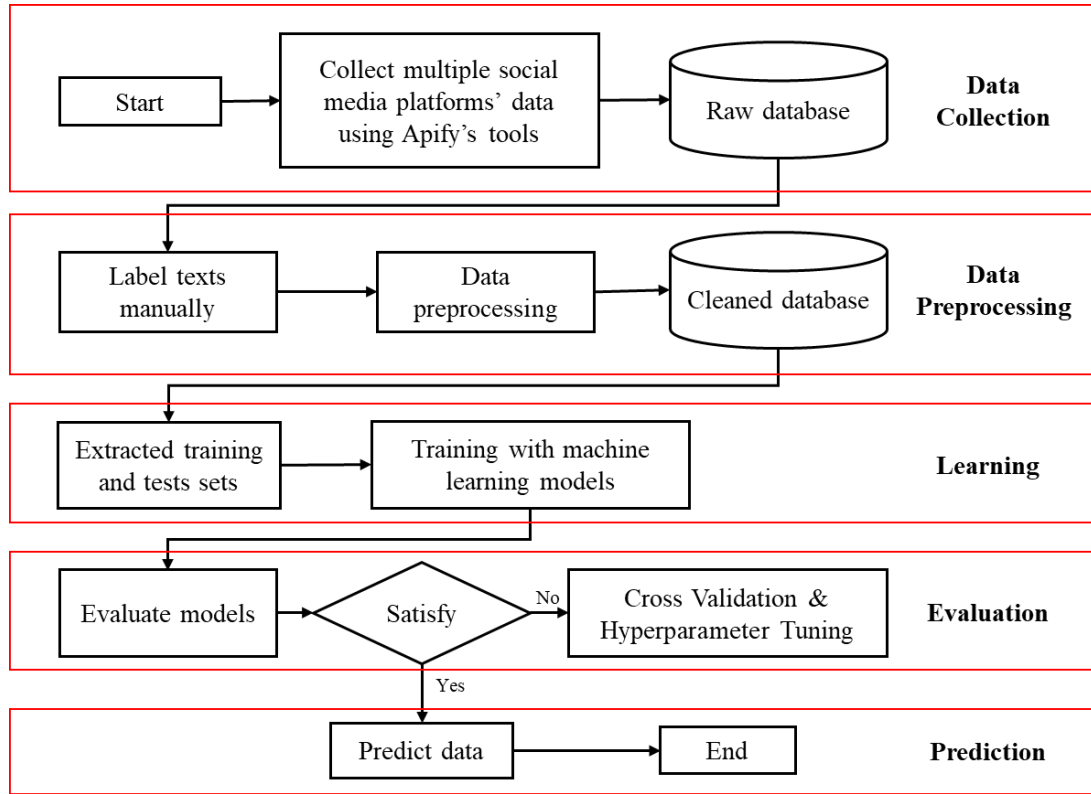 Start
Collect multiple social
media platforms’ data
using Apify’s tools
Raw database
Data
Collection
Label texts
manually
Data
preprocessing
Cleaned database
Data
Preprocessing
Extracted training
and tests sets
Training with machine
learning models
Learning
Evaluate models
Satisfy
No
Cross Validation &
Hyperparameter Tuning
Evaluation
Yes
Predict data
End
Prediction